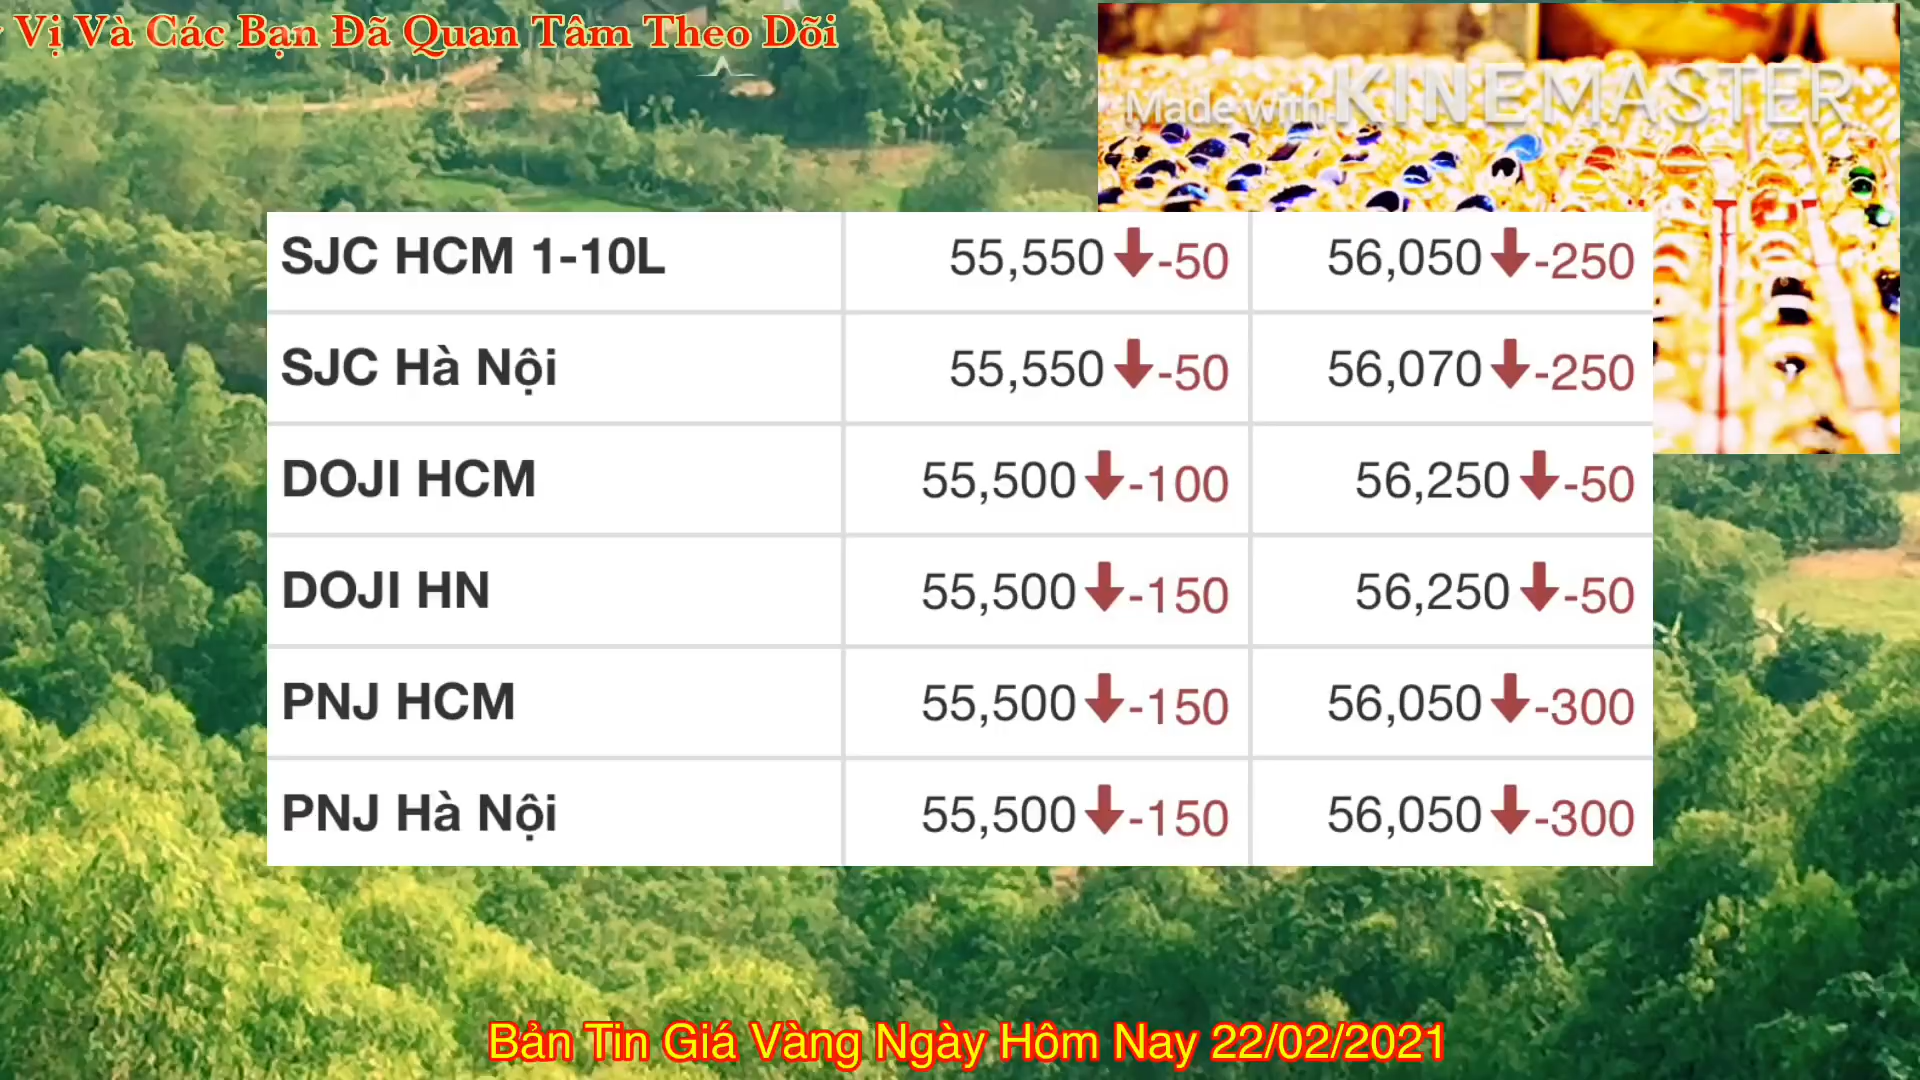 Vị Và Các Bạn Đã Quan Tâm Theo Dõi
Made with KINEMASTER
SJC HCM 1-10L 55,550 -50 56,050 -250
SJC Hà Nội 55,550 -50 56,070 -250
DOJI HCM 55,500 -100 56,250 -50
DOJI HN 55,500 -150 56,250 -50
PNJ HCM 55,500 -150 56,050 -300
PNJ Hà Nội 55,500 -150 56,050 -300
Bản Tin Giá Vàng Ngày Hôm Nay 22/02/2021